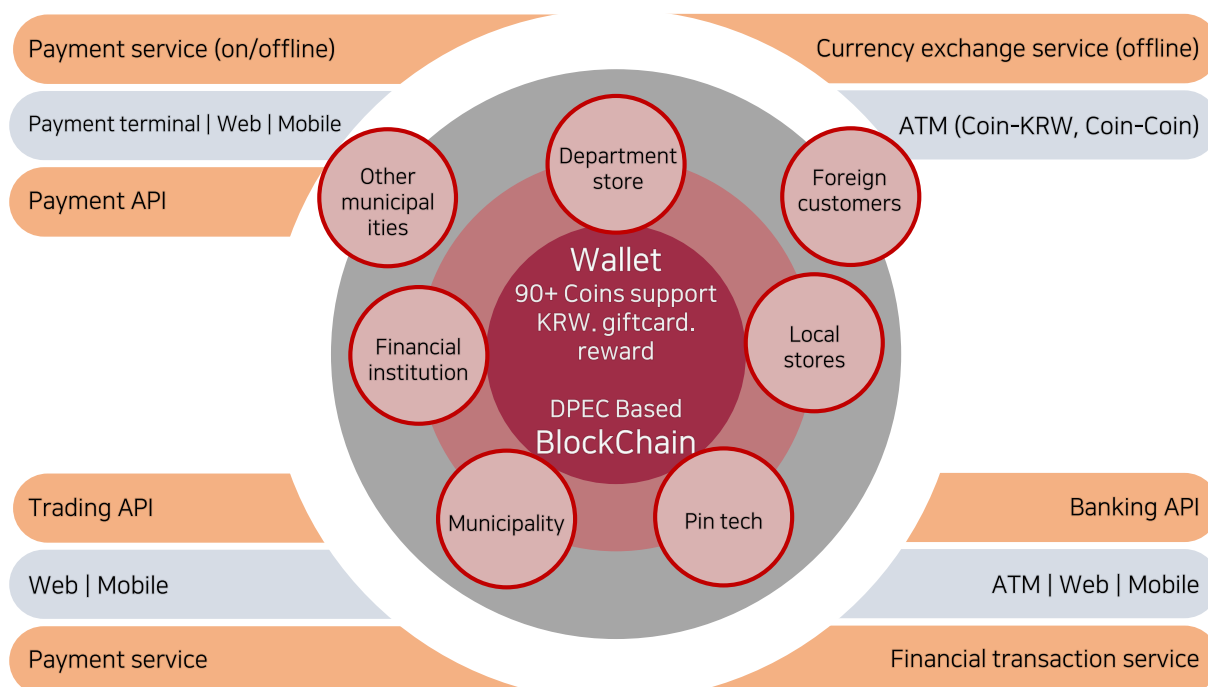 Payment service (on/offline)
Payment terminal | Web | Mobile
Payment API
Currency exchange service (offline)
ATM (Coin-KRW, Coin-Coin)
Other
municipal
ities
Department
store
Foreign
customers
Financial
institution
Wallet
90+ Coins support
KRW. giftcard.
reward
DPEC Based
BlockChain
Local
stores
Municipality
Pin tech
Trading API
Web | Mobile
Payment service
Banking API
ATM | Web | Mobile
Financial transaction service